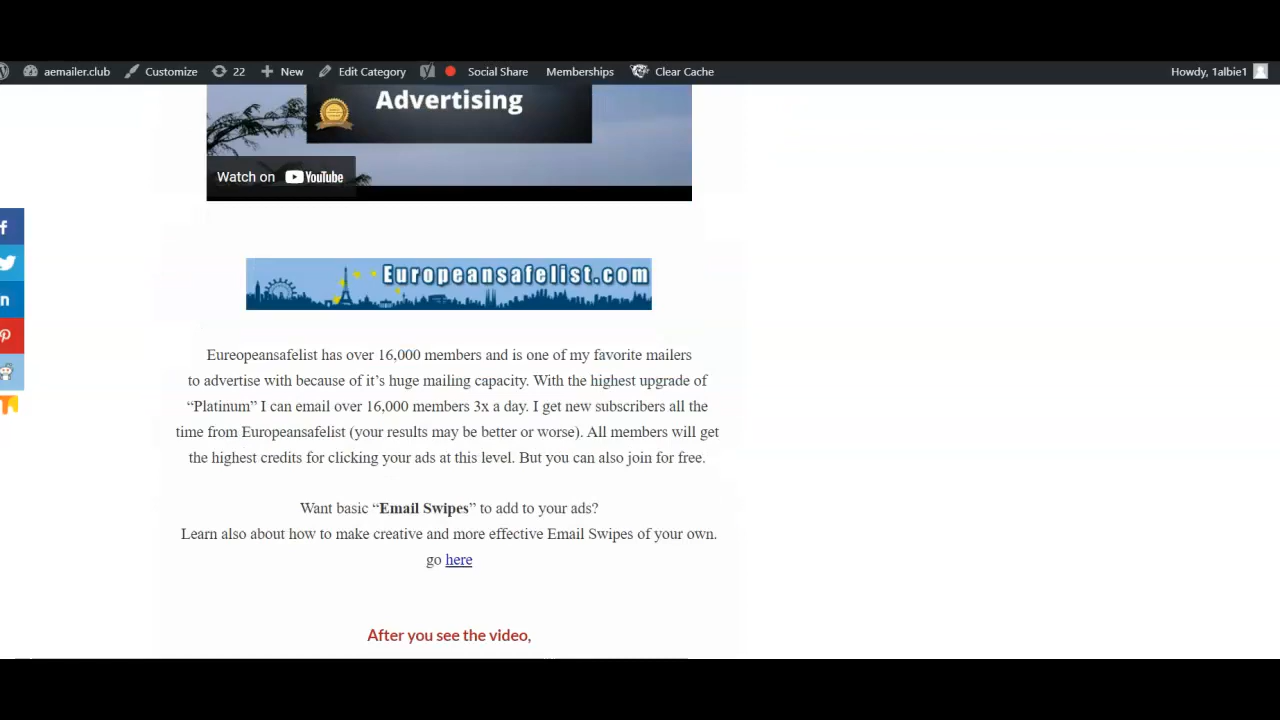 aemailer.club Customize 22 New Edit Category Social Share Memberships Clear Cache Howdy, 1albie1
Advertising
Watch on YouTube
Europeansafelist.com
Eureopeansafelist has over 16,000 members and is one of my favorite mailers
to advertise with because of it’s huge mailing capacity. With the highest upgrade of
“Platinum” I can email over 16,000 members 3x a day. I get new subscribers all the
time from Europeansafelist (your results may be better or worse). All members will get
the highest credits for clicking your ads at this level. But you can also join for free.
Want basic “Email Swipes” to add to your ads?
Learn also about how to make creative and more effective Email Swipes of your own.
go here
After you see the video,